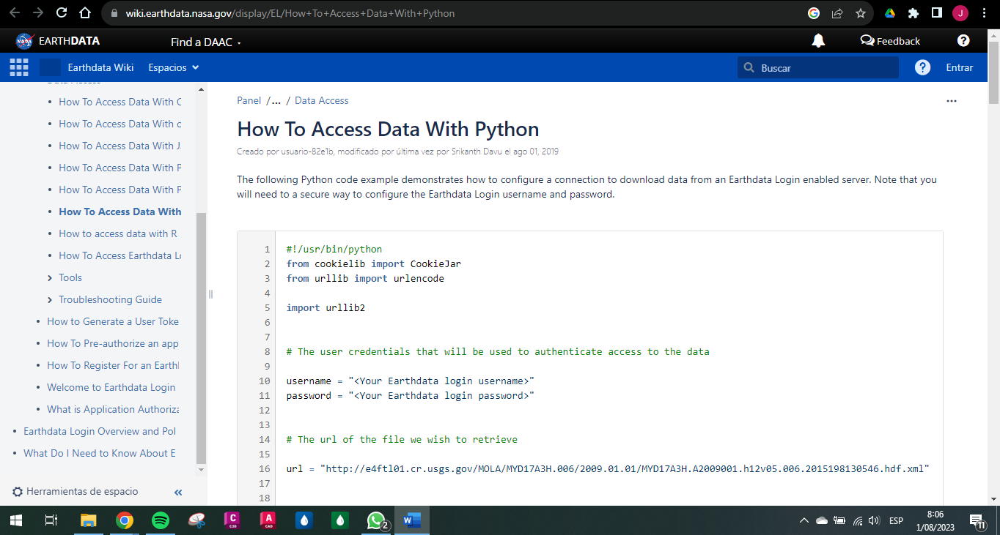 wiki.earthdata.nasa.gov/display/EL/How+To+Access+Data+With+Python
J
NASA EARTHDATA Find a DAAC Feedback ?
Earthdata Wiki Espacios Buscar ? Entrar
Data Access
How To Access Data With C
How To Access Data With c
How To Access Data With J
How To Access Data With P
How To Access Data With P
How To Access Data With
How to access data with R
How To Access Earthdata Lo
Tools
Troubleshooting Guide
How to Generate a User Toke
How To Pre-authorize an app
How To Register For an Earthl
Welcome to Earthdata Login
What is Application Authoriza
Earthdata Login Overview and Pol
What Do I Need to Know About E
Herramientas de espacio «
Panel /... / Data Access
How To Access Data With Python
Creado por usuario-82e1b, modificado por última vez por Srikanth Davu el ago 01, 2019
The following Python code example demonstrates how to configure a connection to download data from an Earthdata Login enabled server. Note that you
will need to a secure way to configure the Earthdata Login username and password.
1 #!/usr/bin/python
2 from cookielib import CookieJar
3 from urllib import urlencode
4
5 import urllib2
6
7
8 # The user credentials that will be used to authenticate access to the data
9
10 username = "<Your Earthdata login username>"
11 password = "<Your Earthdata login password>"
12
13
14 # The url of the file we wish to retrieve
15
16 url = "http://e4ftl01.cr.usgs.gov/MOLA/MYD17A3H.006/2009.01.01/MYD17A3H.A2009001.h12v05.006.2015198130546.hdf.xml"
17
18
C C3D A CAD 2 W ESP 8:06
1/08/2023 11